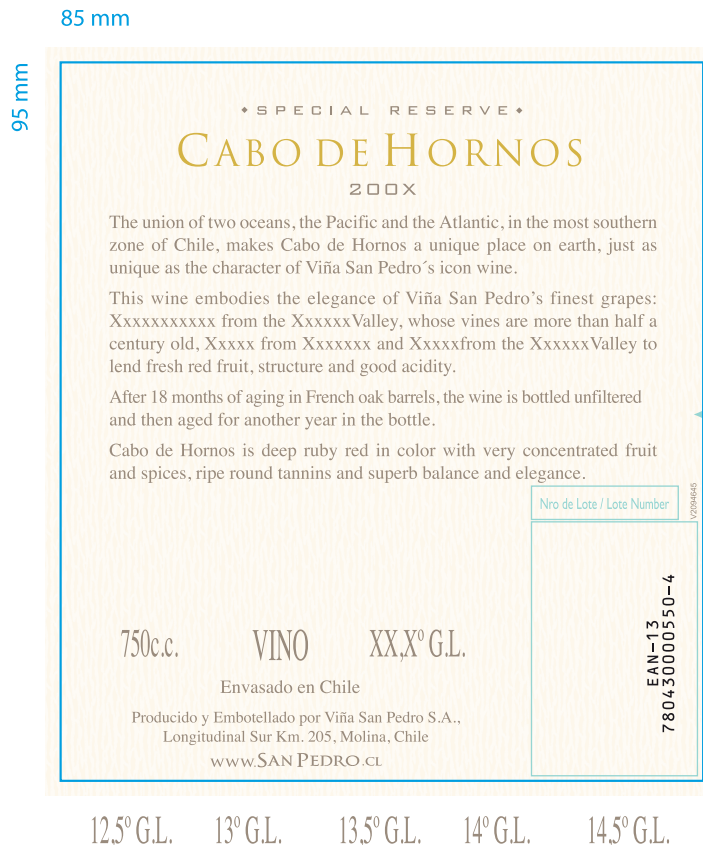 85 mm
95 mm
SPECIAL RESERVE
CABO DE HORNOS
200X
The union of two oceans, the Pacific and the Atlantic, in the most southern
zone of Chile, makes Cabo de Hornos a unique place on earth, just as
unique as the character of Viña San Pedro´s icon wine.
This wine embodies the elegance of Viña San Pedro’s finest grapes:
Xxxxxxxxxxx from the XxxxxxValley, whose vines are more than half a
century old, Xxxxx from Xxxxxxx and Xxxxxfrom the XxxxxxValley to
lend fresh red fruit, structure and good acidity.
After 18 months of aging in French oak barrels, the wine is bottled unfiltered
and then aged for another year in the bottle.
Cabo de Hornos is deep ruby red in color with very concentrated fruit
and spices, ripe round tannins and superb balance and elegance.
Nro de Lote / Lote Number
V2094645
EAN-13
780430000550-4
750c.c. VINO XX,Xº G.L.
Envasado en Chile
Producido y Embotellado por Viña San Pedro S.A.,
Longitudinal Sur Km. 205, Molina, Chile
WWW.SAN PEDRO.CL
12,5º G.L. 13º G.L. 13,5º G.L. 14º G.L. 14,5º G.L.